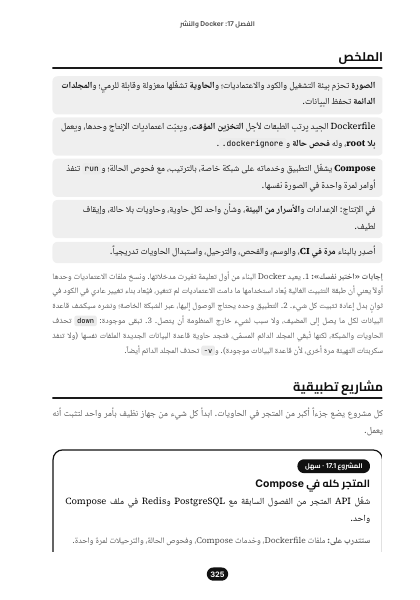 الفصل 17: Docker والنشر
الملخص
الصورة تحزم بيئة التشغيل والكود والاعتماديات؛ والحاوية تشغّلها معزولة وقابلة للرمي؛ والمجلدات
الدائمة تحفظ البيانات.
Dockerfile الجيد يرتب الطبقات لأجل التخزين المؤقت، ويثبّت اعتماديات الإنتاج وحدها، ويعمل
بلا root، وله فحص حالة و .dockerignore .
Compose يشغّل التطبيق وخدماته على شبكة خاصة، بالترتيب، مع فحوص الحالة؛ و run تنفذ
أوامر لمرة واحدة في الصورة نفسها.
في الإنتاج: الإعدادات والأسرار من البيئة، وشأن واحد لكل حاوية، وحاويات بلا حالة، وإيقاف
لطيف.
أصدِر بالبناء مرة في CI، والوسم، والفحص، والترحيل، واستبدال الحاويات تدريجياً.
إجابات «اختبر نفسك»: 1. يعيد Docker البناء من أول تعليمة تغيرت مدخلاتها. ونسخ ملفات الاعتماديات وحدها
أولاً يعني أن طبقة التثبيت الغالية يُعاد استخدامها ما دامت الاعتماديات لم تتغير، فيُعاد بناء تغيير عادي في الكود في
ثوانٍ بدل إعادة تثبيت كل شيء. 2. التطبيق وحده يحتاج الوصول إليها، عبر الشبكة الخاصة؛ ونشره سيكشف قاعدة
البيانات لكل ما يصل إلى المضيف، ولا سبب لشيء خارج المنظومة أن يتصل. 3. تبقى موجودة: down تحذف
الحاويات والشبكة، لكنها تُبقي المجلد الدائم المسمّى، فتجد حاوية قاعدة البيانات الجديدة الملفات نفسها (ولا تنفذ
سكربتات التهيئة مرة أخرى، لأن قاعدة البيانات موجودة). و -v تحذف المجلد الدائم أيضاً.
مشاريع تطبيقية
كل مشروع يضع جزءاً أكبر من المتجر في الحاويات. ابدأ كل شيء من جهاز نظيف بأمر واحد لتثبت أنه
يعمل.
المشروع 17.1 · سهل
المتجر كله في Compose
شغّل API المتجر من الفصول السابقة مع PostgreSQL وRedis في ملف Compose
واحد.
ستتدرب على: ملفات Dockerfile، وخدمات Compose، وفحوص الحالة، والترحيلات لمرة واحدة.
325